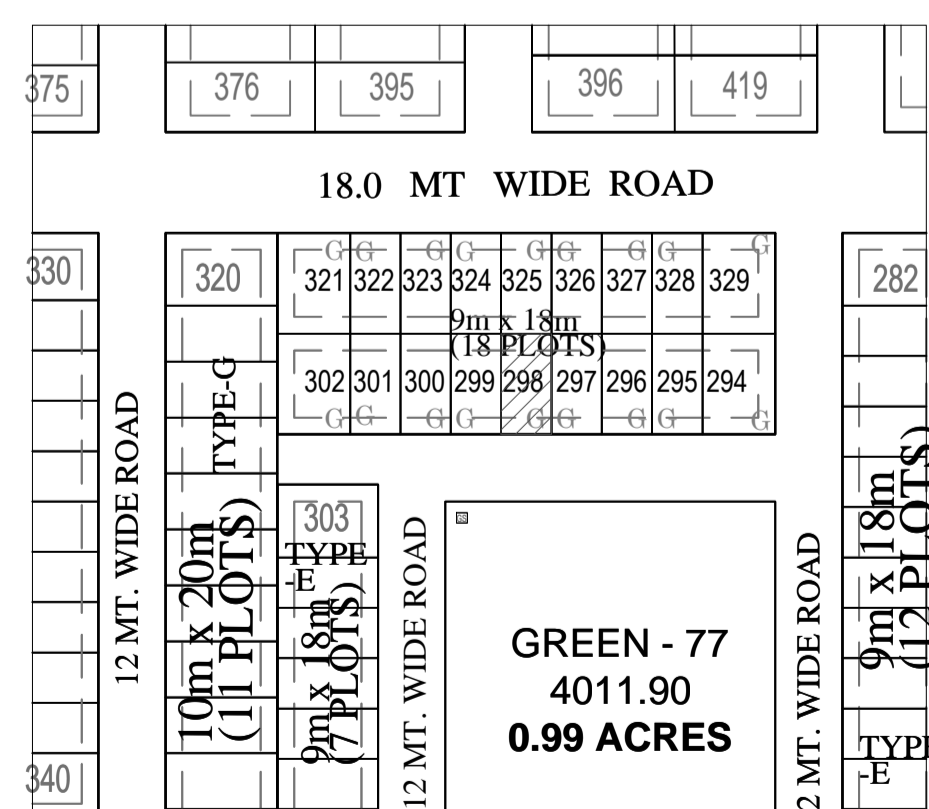 375
376
395
396
419
18.0 MT WIDE ROAD
330
320
G G G G G G G G G
321 322 323 324 325 326 327 328 329
282
9m x 18m
(18 PLOTS)
302 301 300 299 298 297 296 295 294
G G G G G G G G G
TYPE-G
10m x 20m
(11 PLOTS)
12 MT. WIDE ROAD
303
TYPE
-E
9m x 18m
(7 PLOTS)
12 MT. WIDE ROAD
GS
GREEN - 77
4011.90
0.99 ACRES
2 MT. WIDE ROAD
9m x 18m
(12 PLOTS)
TYPE
-E
340